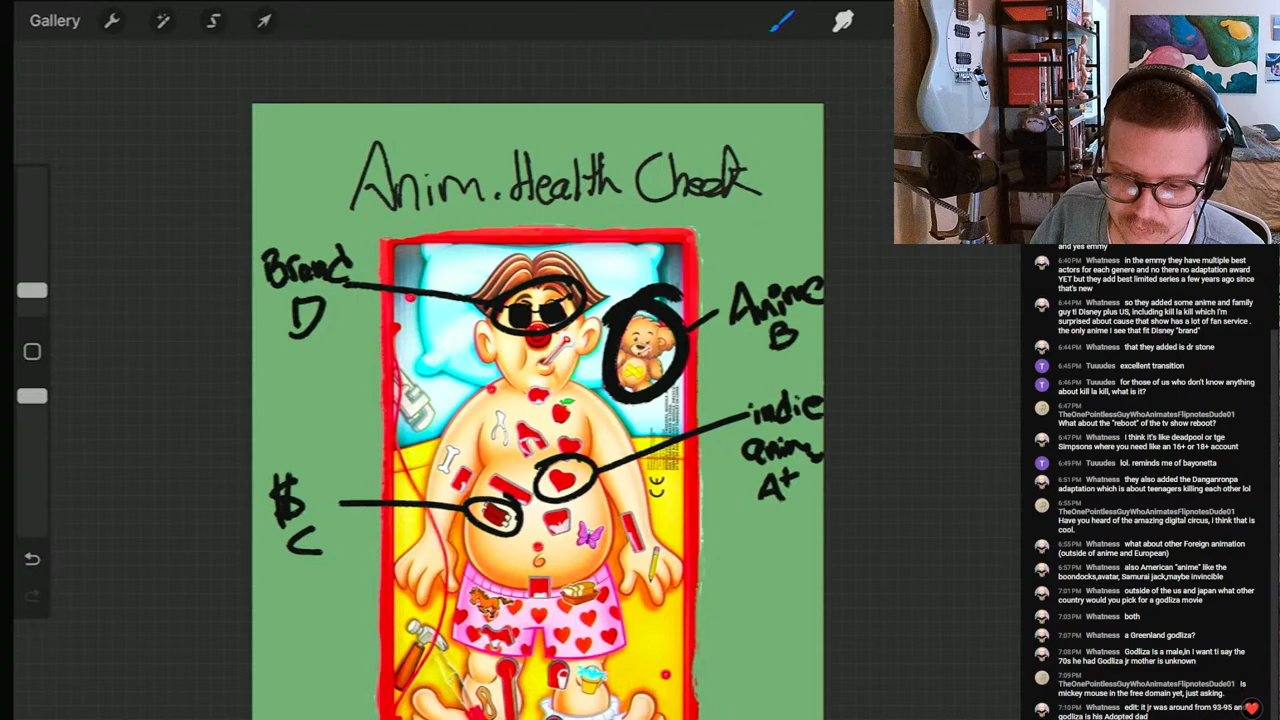 Gallery
Anim. Health Check
Brand
D
Anime
B
indie
anim
A+
$
C
CE
and yes emmy
6:40 PM Whatness in the emmy they have multiple best
actors for each genere and no there no adaptation award
YET but they add best limited series a few years ago since
that's new
6:44 PM Whatness so they added some anime and family
guy ti Disney plus US, including kill la kill which i'm
surprised about cause that show has a lot of fan service .
the only anime I see that fit Disney "brand"
6:44 PM Whatness that they added is dr stone
6:45 PM Tuuudes excellent transition
6:46 PM Tuuudes for those of us who don't know anything
about kill la kill, what is it?
6:47 PM
TheOnePointlessGuyWhoAnimatesFlipnotesDude01
What about the "reboot" of the tv show reboot?
6:47 PM Whatness I think it's like deadpool or tge
Simpsons where you need like an 16+ or 18+ account
6:49 PM Tuuudes lol. reminds me of bayonetta
6:51 PM Whatness they also added the Danganronpa
adaptation which is about teenagers killing each other lol
6:55 PM
TheOnePointlessGuyWhoAnimatesFlipnotesDude01
Have you heard of the amazing digital circus, i think that is
cool.
6:55 PM Whatness what about other Foreign animation
(outside of anime and European)
6:57 PM Whatness also American "anime" like the
boondocks,avatar, Samurai jack,maybe invincible
7:01 PM Whatness outside of the us and japan what other
country would you pick for a godliza movie
7:03 PM Whatness both
7:07 PM Whatness a Greenland godliza?
7:08 PM Whatness Godliza Is a male,in I want ti say the
70s he had Godliza jr mother is unknown
7:09 PM
TheOnePointlessGuyWhoAnimatesFlipnotesDude01 Is
mickey mouse in the free domain yet, just asking.
7:10 PM Whatness edit: it jr was around from 93-95 an
godliza is his Adopted dad